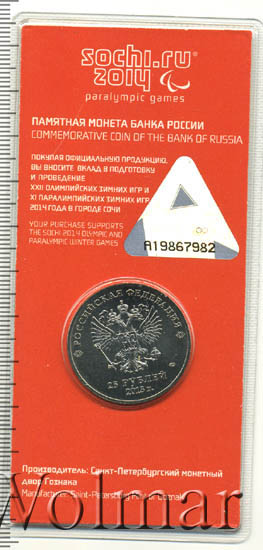 sochi.ru
2014
paralympic games
ПАМЯТНАЯ МОНЕТА БАНКА РОССИИ
COMMEMORATIVE COIN OF THE BANK OF RUSSIA
ПОКУПАЯ ОФИЦИАЛЬНУЮ ПРОДУКЦИЮ,
ВЫ ВНОСИТЕ ВКЛАД В ПОДГОТОВКУ
И ПРОВЕДЕНИЕ
XXII ОЛИМПИЙСКИХ ЗИМНИХ ИГР И
XI ПАРАЛИМПИЙСКИХ ЗИМНИХ ИГР
2014 ГОДА В ГОРОДЕ СОЧИ
YOUR PURCHASE SUPPORTS
THE SOCHI 2014 OLYMPIC AND
PARALYMPIC WINTER GAMES
A19867982
РОССИЙСКАЯ ФЕДЕРАЦИЯ
25 РУБЛЕЙ
2013 г.
Производитель: Санкт-Петербургский монетный
двор Гознака
Manufacturer: Saint-Petersburg Mint of Goznak
Wolmar